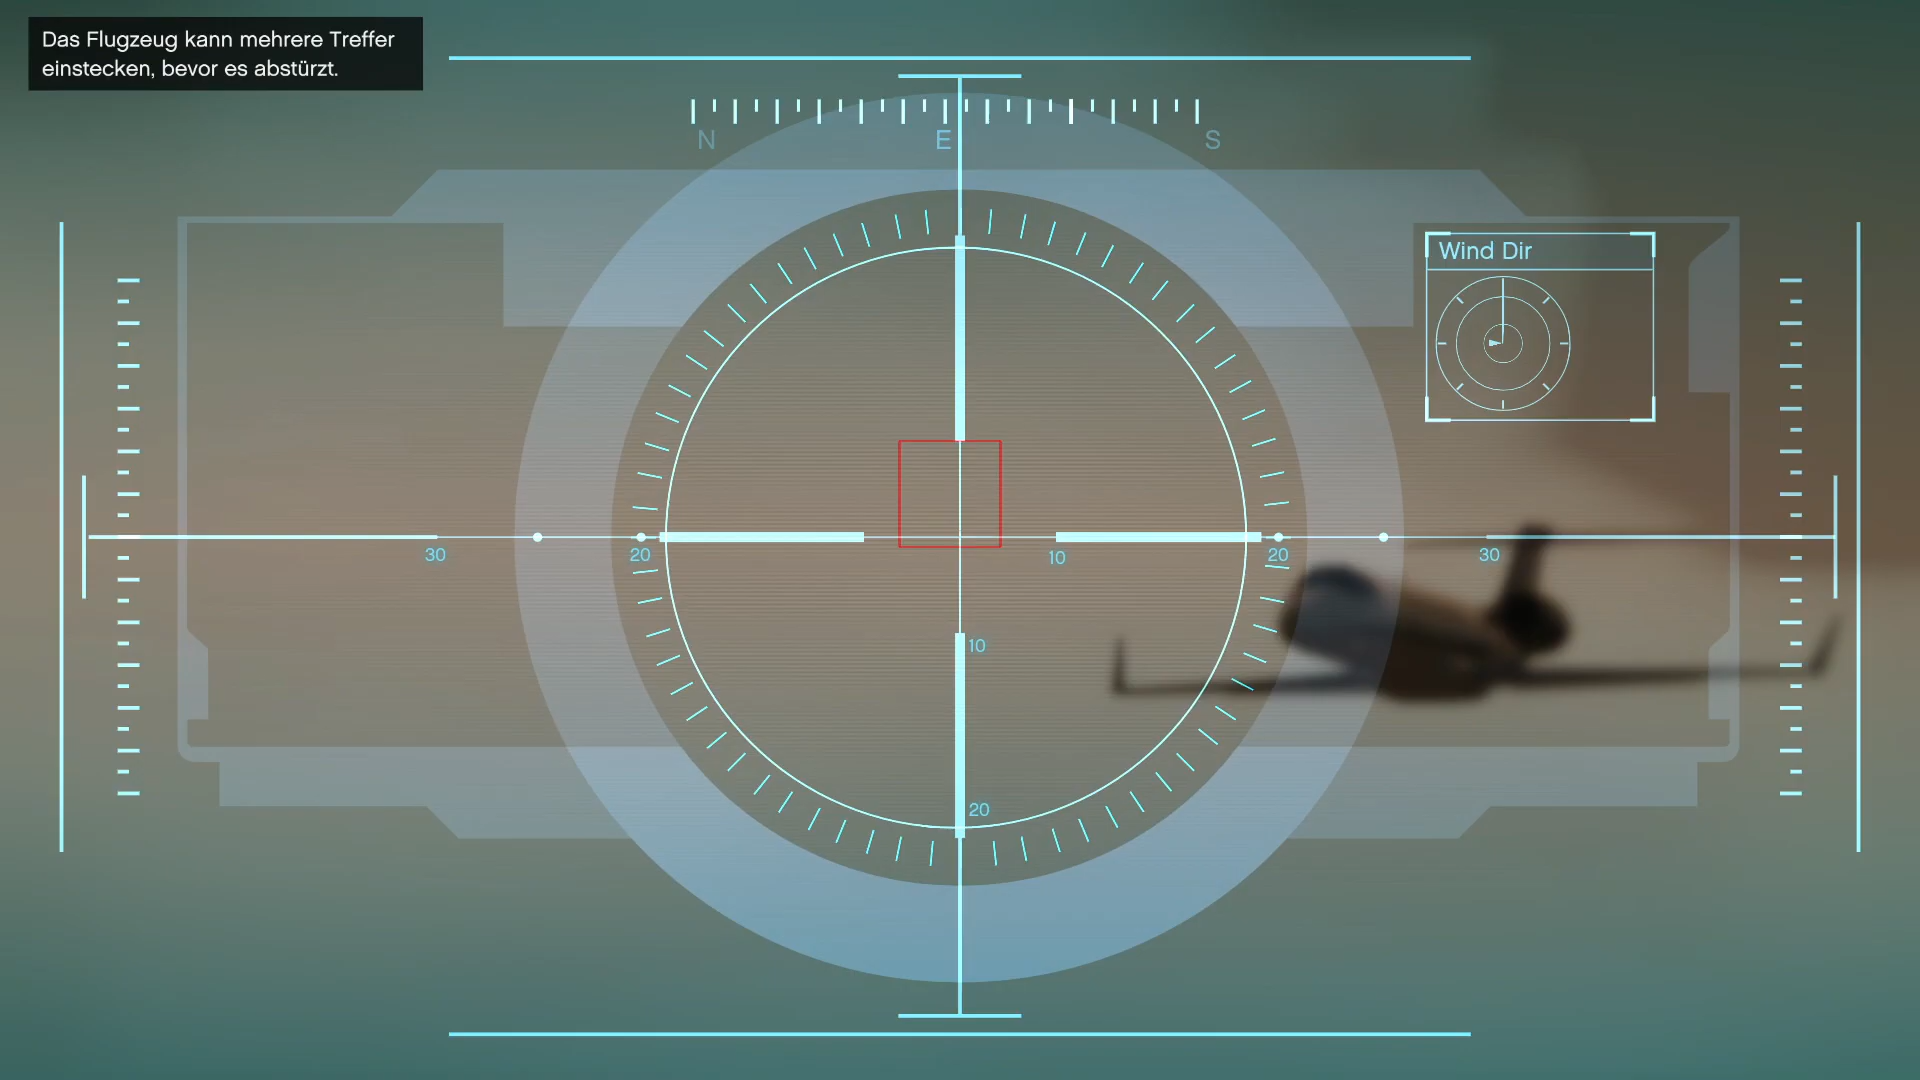 Das Flugzeug kann mehrere Treffer
einstecken, bevor es abstürzt.
N E S
Wind Dir
30 20 10 20 30
10
20